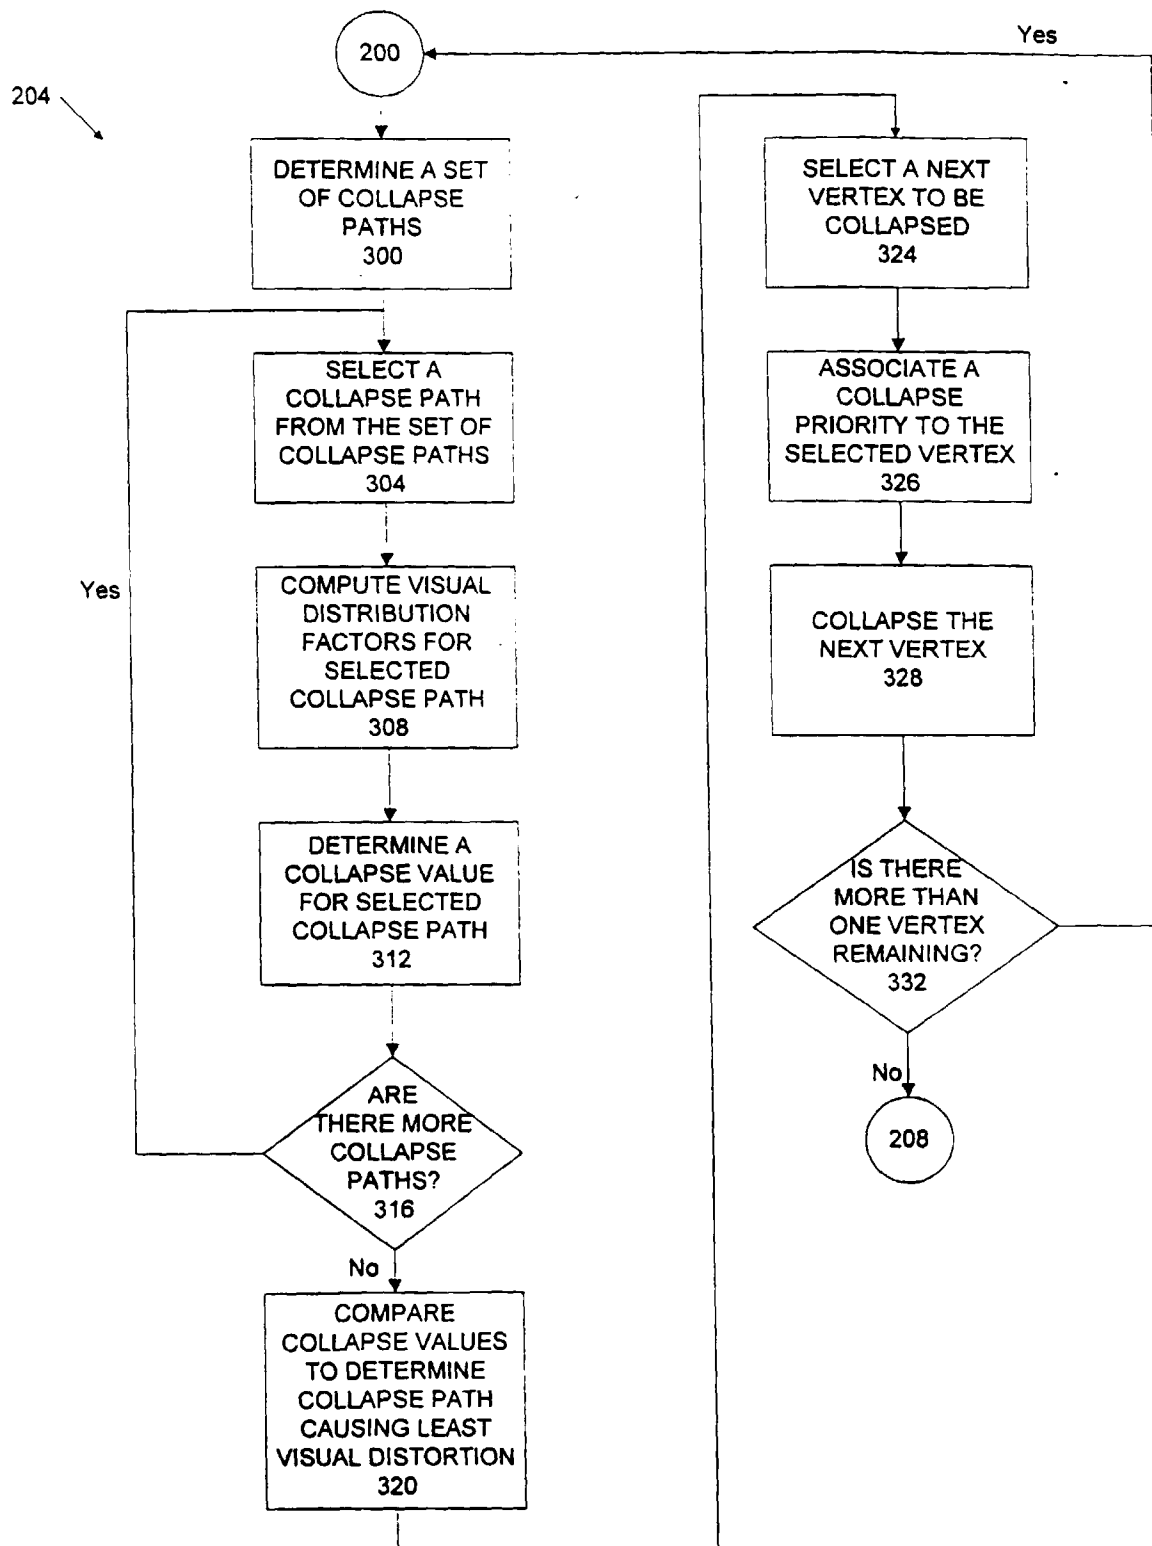 200
Yes
204
DETERMINE A SET
OF COLLAPSE
PATHS
300
SELECT A
COLLAPSE PATH
FROM THE SET OF
COLLAPSE PATHS
304
Yes
COMPUTE VISUAL
DISTRIBUTION
FACTORS FOR
SELECTED
COLLAPSE PATH
308
DETERMINE A
COLLAPSE VALUE
FOR SELECTED
COLLAPSE PATH
312
ARE
THERE MORE
COLLAPSE
PATHS?
316
No
COMPARE
COLLAPSE VALUES
TO DETERMINE
COLLAPSE PATH
CAUSING LEAST
VISUAL DISTORTION
320
SELECT A NEXT
VERTEX TO BE
COLLAPSED
324
ASSOCIATE A
COLLAPSE
PRIORITY TO THE
SELECTED VERTEX
326
COLLAPSE THE
NEXT VERTEX
328
IS THERE
MORE THAN
ONE VERTEX
REMAINING?
332
No
208